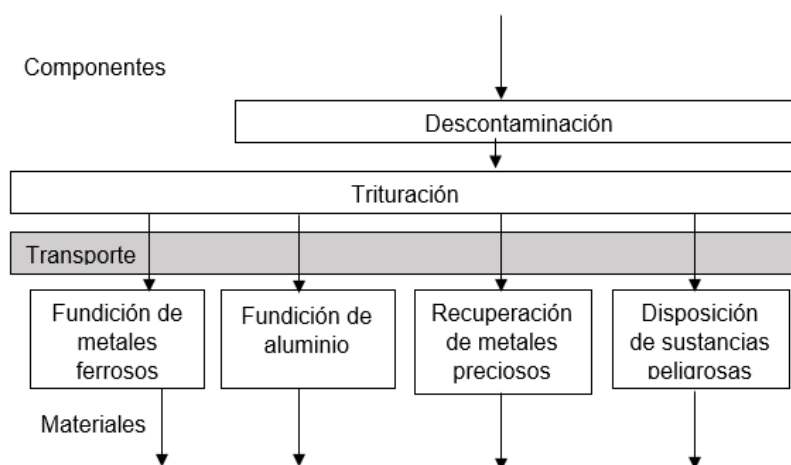 Componentes
Descontaminación
Trituración
Transporte
Fundición de
metales
ferrosos
Fundición de
aluminio
Recuperación
de metales
preciosos
Disposición
de sustancias
peligrosas
Materiales